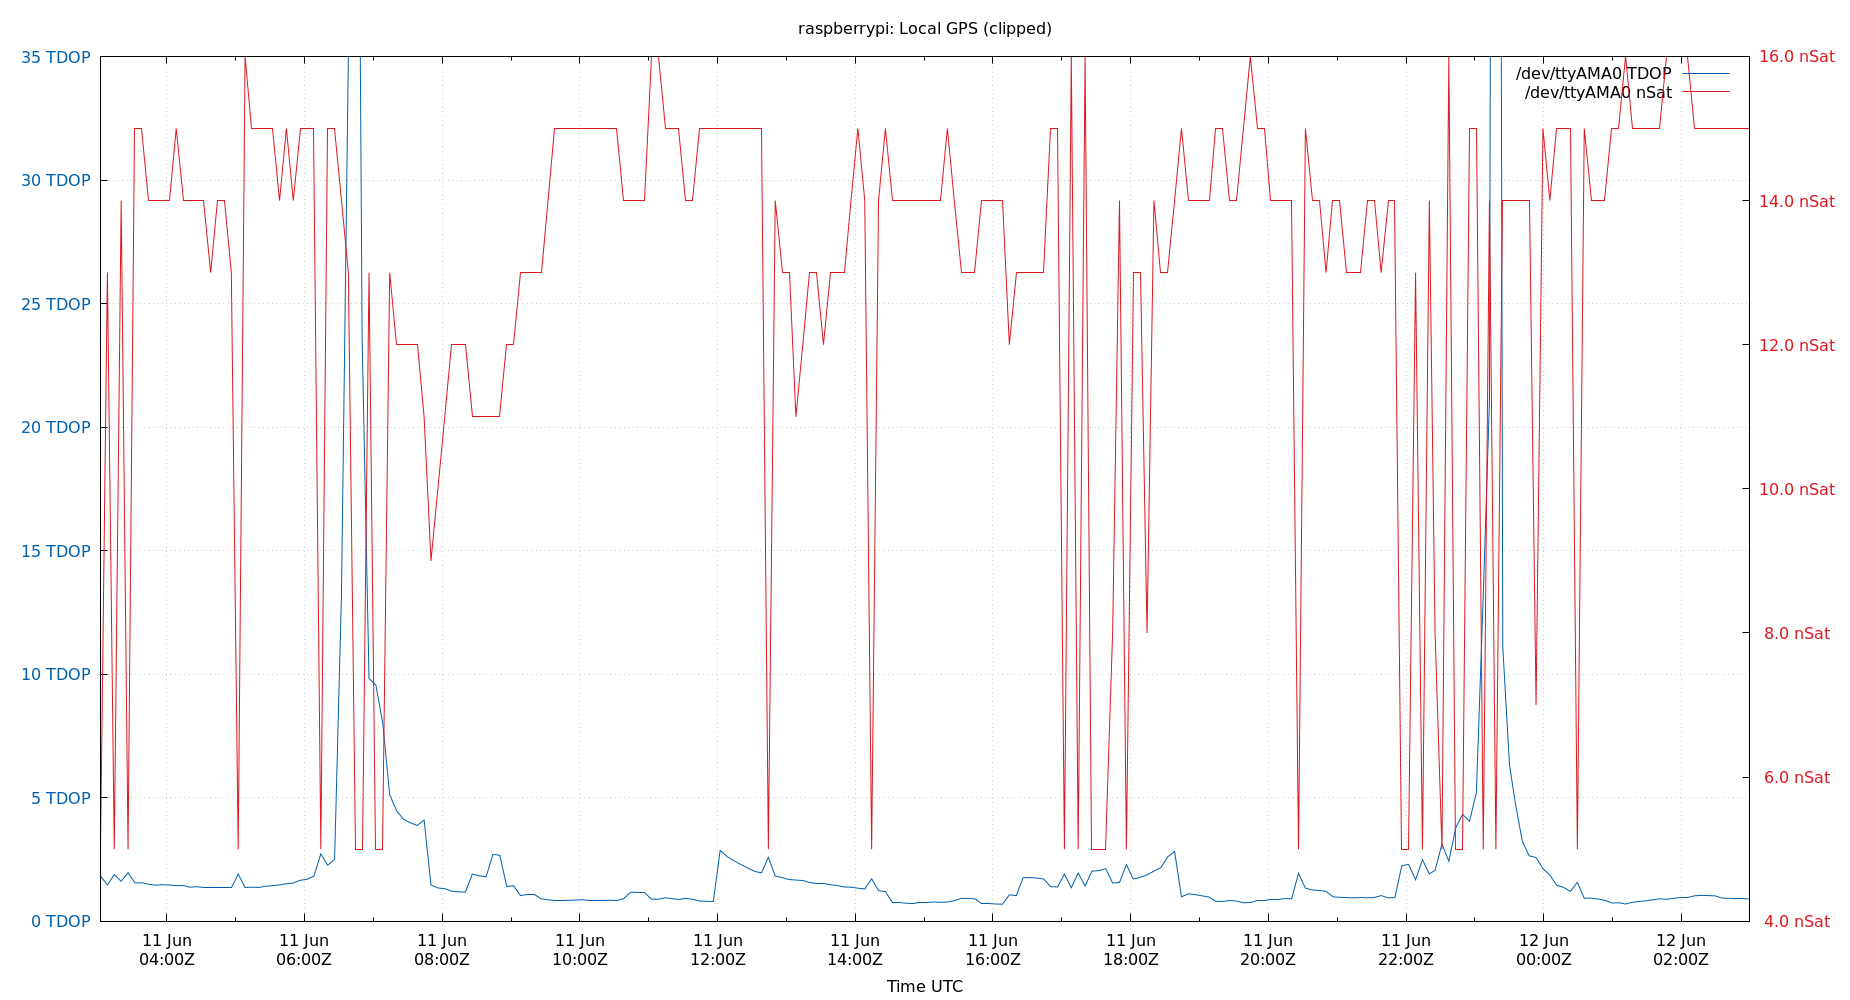 raspberrypi: Local GPS (clipped)
35 TDOP
30 TDOP
25 TDOP
20 TDOP
15 TDOP
10 TDOP
5 TDOP
0 TDOP
16.0 nSat
14.0 nSat
12.0 nSat
10.0 nSat
8.0 nSat
6.0 nSat
4.0 nSat
/dev/ttyAMA0 TDOP
/dev/ttyAMA0 nSat
11 Jun
04:00Z
11 Jun
06:00Z
11 Jun
08:00Z
11 Jun
10:00Z
11 Jun
12:00Z
11 Jun
14:00Z
11 Jun
16:00Z
11 Jun
18:00Z
11 Jun
20:00Z
11 Jun
22:00Z
12 Jun
00:00Z
12 Jun
02:00Z
Time UTC